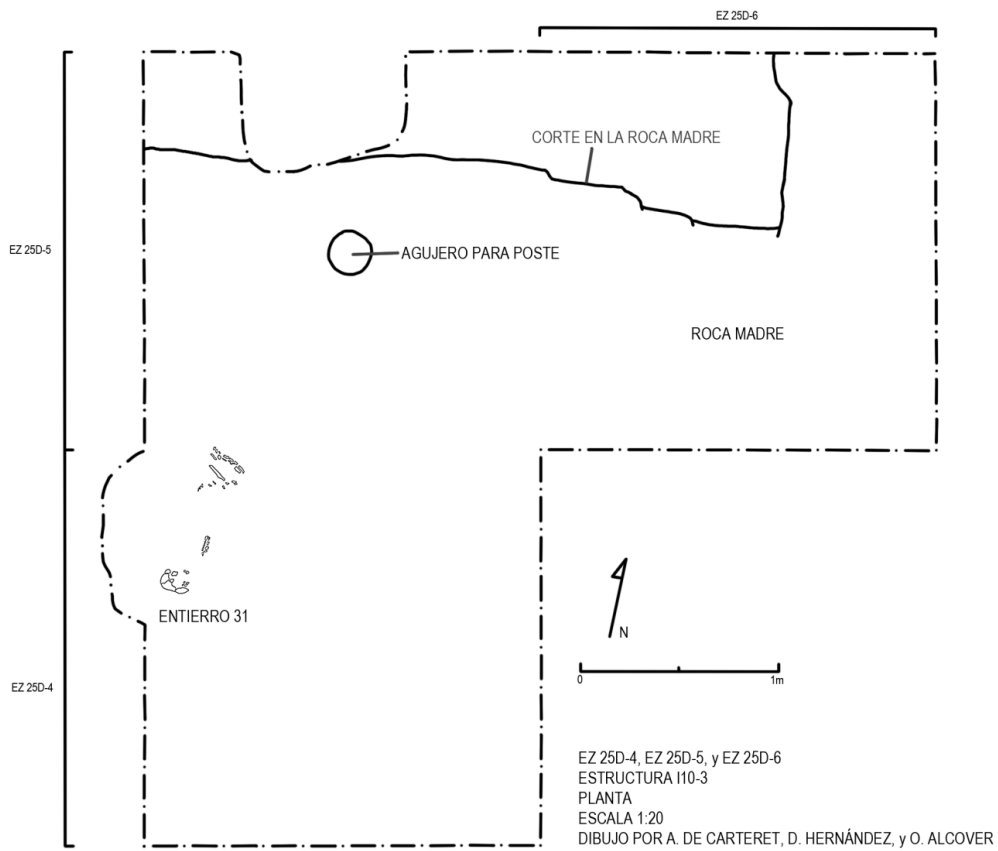 EZ 25D-6
CORTE EN LA ROCA MADRE
EZ 25D-5
AGUJERO PARA POSTE
ROCA MADRE
ENTIERRO 31
N
0 1m
EZ 25D-4
EZ 25D-4, EZ 25D-5, y EZ 25D-6
ESTRUCTURA I10-3
PLANTA
ESCALA 1:20
DIBUJO POR A. DE CARTERET, D. HERNÁNDEZ, y O. ALCOVER